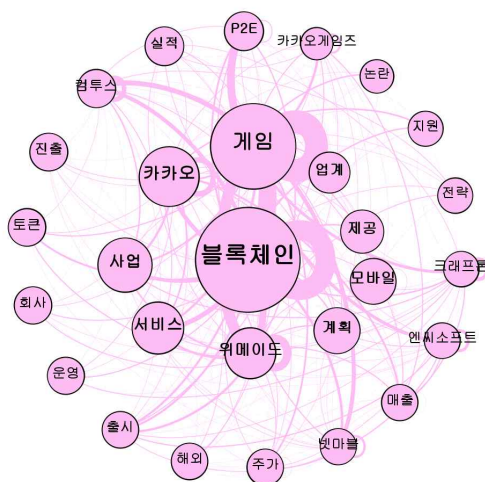 P2E
실적
카카오게임즈
논란
컴투스
지원
게임
진출
카카오
업계
전략
토큰
제공
블록체인
사업
크래프톤
모바일
회사
서비스
계획
엔씨소프트
위메이드
운영
매출
출시
넷마블
해외
주가